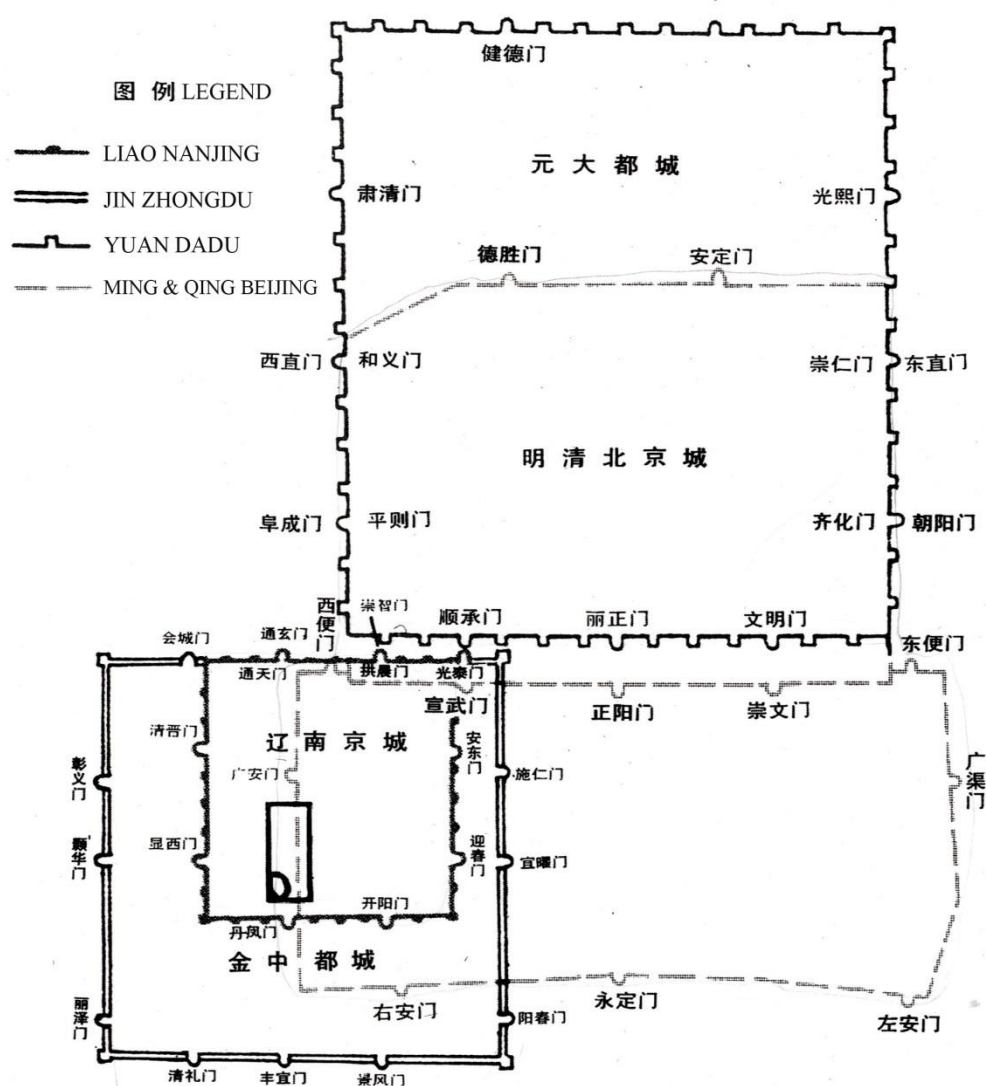 健德门
图 例 LEGEND
LIAO NANJING
JIN ZHONGDU
YUAN DADU
MING & QING BEIJING
元 大 都 城
肃清门
光熙门
德胜门
安定门
西直门
和义门
崇仁门
东直门
明 清 北 京 城
阜成门
平则门
齐化门
朝阳门
西便门
崇智门
顺承门
丽正门
文明门
会城门
通玄门
东便门
通天门
拱晨门
光泰门
宣武门
正阳门
崇文门
清晋门
辽 南 京 城
安东门
广安门
彰义门
施仁门
广渠门
显西门
颢华门
迎春门
宣曜门
丹凤门
开阳门
金 中 都 城
丽泽门
右安门
永定门
阳春门
左安门
清礼门
丰宜门
景风门